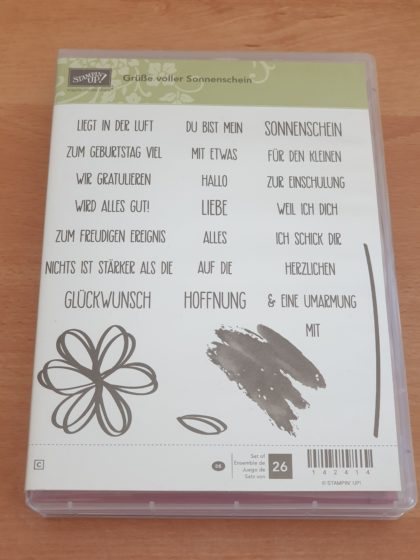 STAMPIN' UP!
Grüße voller Sonnenschein
LIEGT IN DER LUFT DU BIST MEIN SONNENSCHEIN
ZUM GEBURTSTAG VIEL MIT ETWAS FÜR DEN KLEINEN
WIR GRATULIEREN HALLO ZUR EINSCHULUNG
WIRD ALLES GUT! LIEBE WEIL ICH DICH
ZUM FREUDIGEN EREIGNIS ALLES ICH SCHICK DIR
NICHTS IST STÄRKER ALS DIE AUF DIE HERZLICHEN
GLÜCKWUNSCH HOFFNUNG & EINE UMARMUNG
MIT
C
Set of
Ensemble de
Juego de
Satz von
26
142414
© STAMPIN' UP!